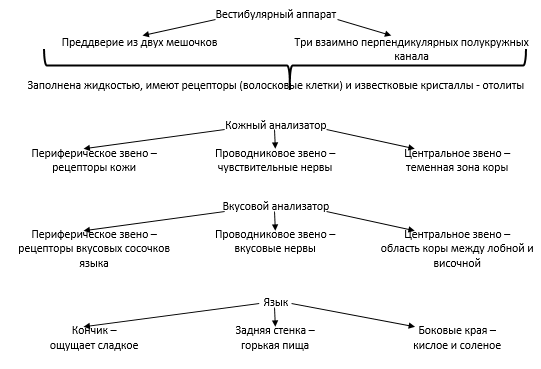 Вестибулярный аппарат
Преддверие из двух мешочков
Три взаимно перпендикулярных полукружных
канала
Заполнена жидкостью, имеют рецепторы (волосковые клетки) и известковые кристаллы - отолиты
Кожный анализатор
Периферическое звено –
рецепторы кожи
Проводниковое звено –
чувствительные нервы
Центральное звено –
теменная зона коры
Вкусовой анализатор
Периферическое звено –
рецепторы вкусовых сосочков
языка
Проводниковое звено –
вкусовые нервы
Центральное звено –
область коры между лобной и
височной
Язык
Кончик –
ощущает сладкое
Задняя стенка –
горькая пища
Боковые края –
кислое и соленое